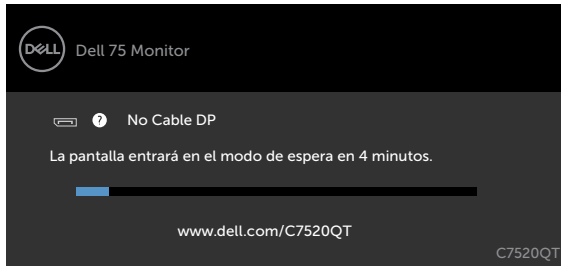 DELL
Dell 75 Monitor
? No Cable DP
La pantalla entrará en el modo de espera en 4 minutos.
www.dell.com/C7520QT
C7520QT